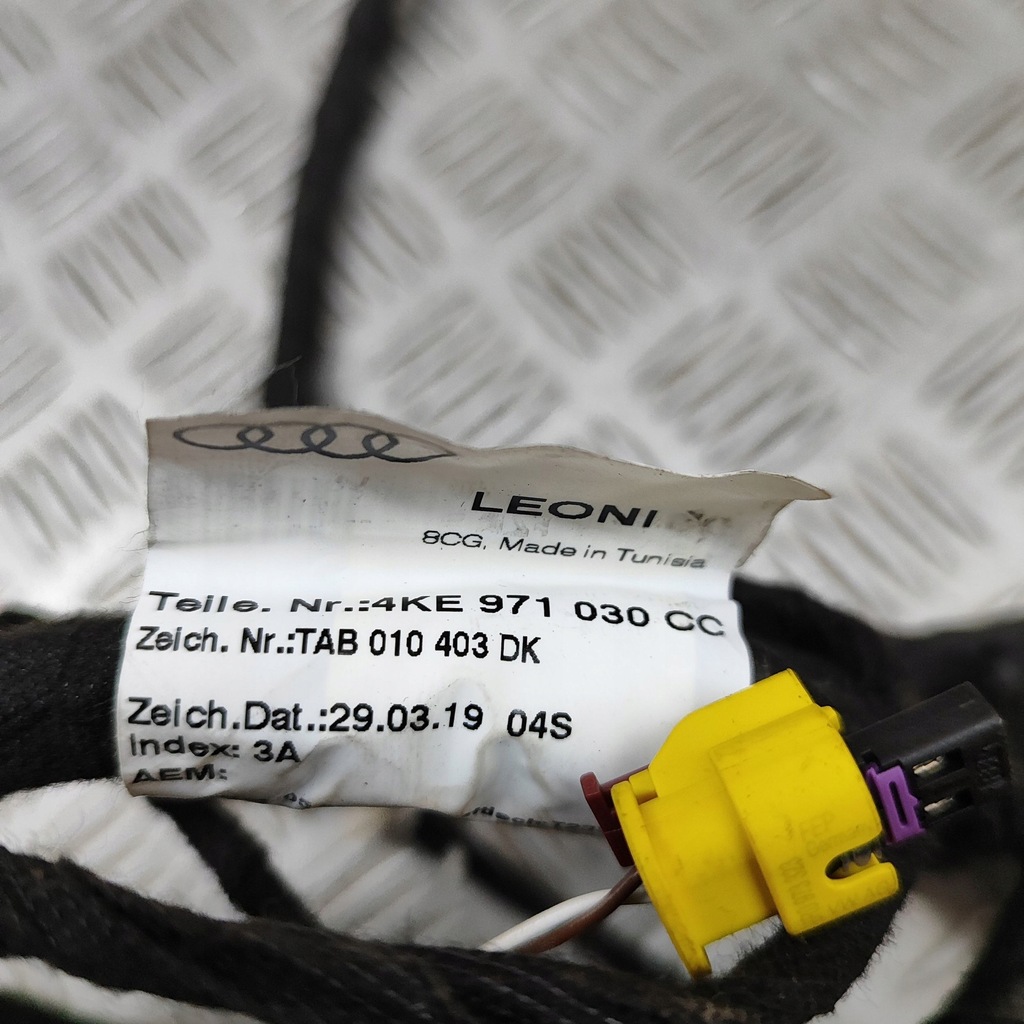 LEONI
8CG, Made in Tunisia
Teile. Nr.:4KE 971 030 CC
Zeich. Nr.:TAB 010 403 DK
Zeich.Dat.:29.03.19 04S
Index: 3A
AEM: